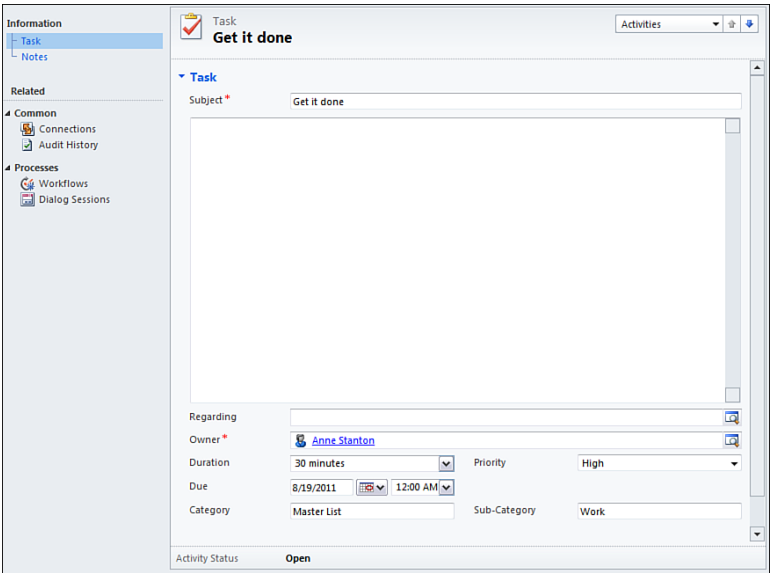 Information
Task
Notes
Related
Common
Connections
Audit History
Processes
Workflows
Dialog Sessions
Task
Get it done
Activities
Task
Subject * Get it done
Regarding
Owner * Anne Stanton
Duration 30 minutes Priority High
Due 8/19/2011 12:00 AM
Category Master List Sub-Category Work
Activity Status Open